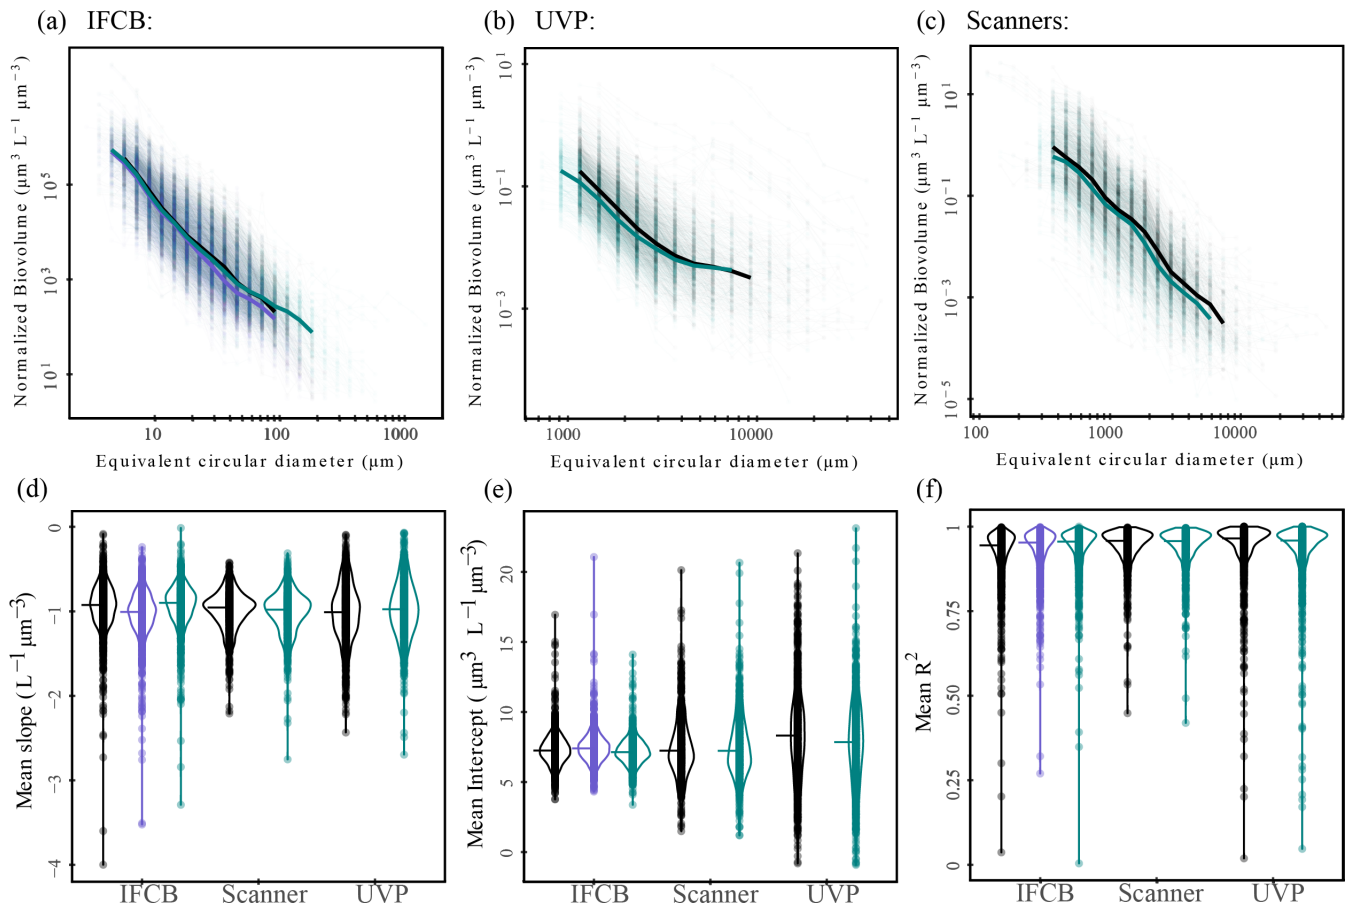 (a) IFCB:
(b) UVP:
(c) Scanners:
Normalized Biovolume (μm³ L⁻¹ μm⁻³)
10⁵
10³
10¹
10
100
1000
Equivalent circular diameter (μm)
Normalized Biovolume (μm³ L⁻¹ μm⁻³)
10¹
10⁻¹
10⁻³
1000
10000
Equivalent circular diameter (μm)
Normalized Biovolume (μm³ L⁻¹ μm⁻³)
10¹
10⁻¹
10⁻³
10⁻⁵
100
1000
10000
Equivalent circular diameter (μm)
(d)
Mean slope (L⁻¹ μm⁻³)
0
−1
−2
−3
−4
IFCB
Scanner
UVP
(e)
Mean Intercept ( μm³ L⁻¹ μm⁻³)
20
15
10
5
0
IFCB
Scanner
UVP
(f)
Mean R²
1
0.75
0.50
0.25
0
IFCB
Scanner
UVP